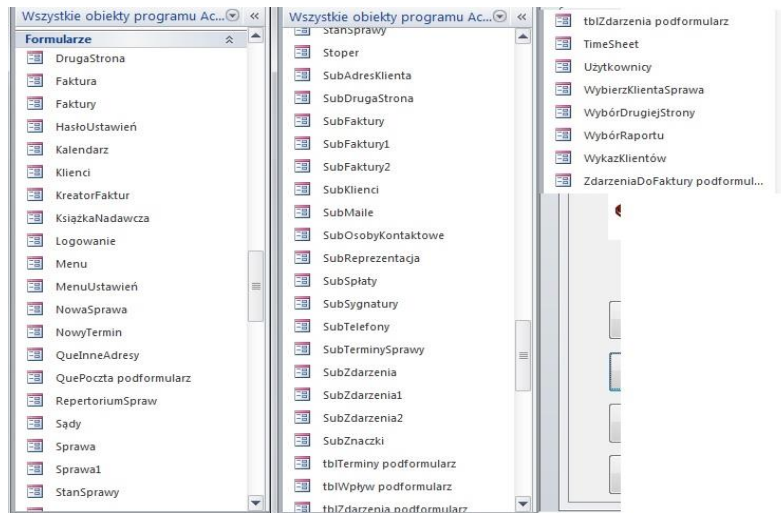 Wszystkie obiekty programu Ac... «
Formularze
DrugaStrona
Faktura
Faktury
HasłoUstawień
Kalendarz
Klienci
KreatorFaktur
KsiążkaNadawcza
Logowanie
Menu
MenuUstawień
NowaSprawa
NowyTermin
QueInneAdresy
QuePoczta podformularz
RepertoriumSpraw
Sądy
Sprawa
Sprawa1
StanSprawy
Wszystkie obiekty programu Ac... «
StanSprawy
Stoper
SubAdresKlienta
SubDrugaStrona
SubFaktury
SubFaktury1
SubFaktury2
SubKlienci
SubMaile
SubOsobyKontaktowe
SubReprezentacja
SubSpłaty
SubSygnatury
SubTelefony
SubTerminySprawy
SubZdarzenia
SubZdarzenia1
SubZdarzenia2
SubZnaczki
tblTerminy podformularz
tblWpływ podformularz
tblZdarzenia podformularz
tblZdarzenia podformularz
TimeSheet
Użytkownicy
WybierzKlientaSprawa
WybórDrugiejStrony
WybórRaportu
WykazKlientów
ZdarzeniaDoFaktury podformul...